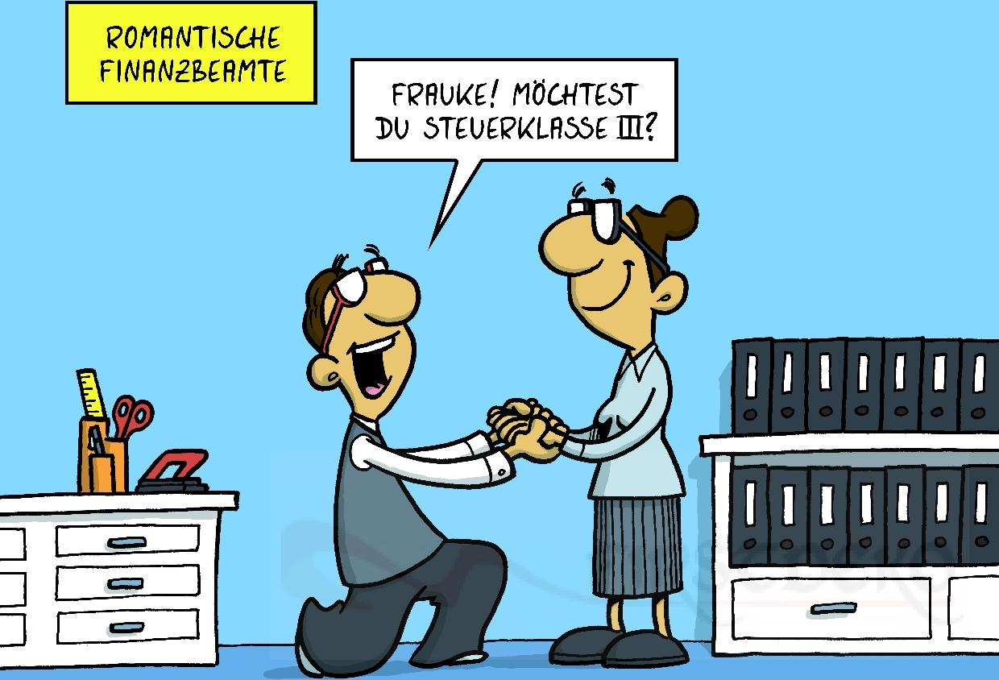 ROMANTISCHE
FINANZBEAMTE
FRAUKE! MÖCHTEST
DU STEUERKLASSE III?